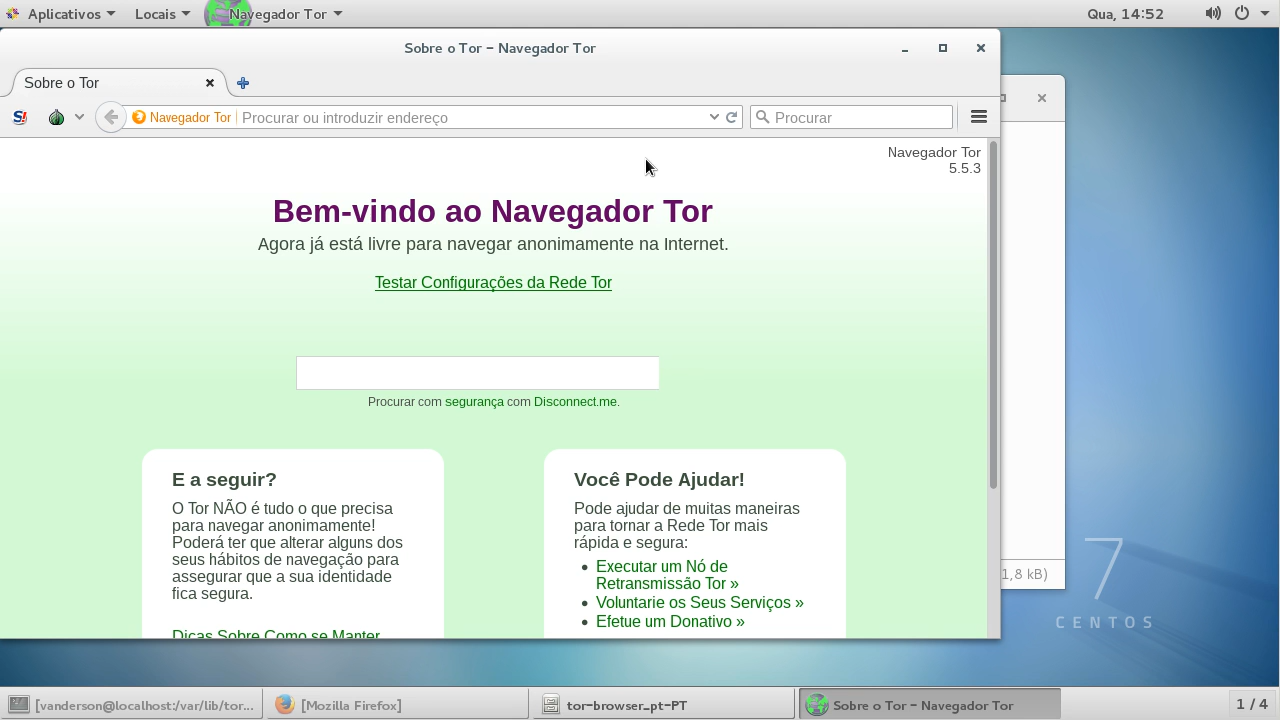 Aplicativos Locais Navegador Tor Qua, 14:52
Sobre o Tor – Navegador Tor
Sobre o Tor
Navegador Tor Procurar ou introduzir endereço Procurar
Navegador Tor
5.5.3
Bem-vindo ao Navegador Tor
Agora já está livre para navegar anonimamente na Internet.
Testar Configurações da Rede Tor
Procurar com segurança com Disconnect.me.
E a seguir?
O Tor NÃO é tudo o que precisa
para navegar anonimamente!
Poderá ter que alterar alguns dos
seus hábitos de navegação para
assegurar que a sua identidade
fica segura.
Dicas Sobre Como se Manter
Você Pode Ajudar!
Pode ajudar de muitas maneiras
para tornar a Rede Tor mais
rápida e segura:
Executar um Nó de
Retransmissão Tor »
Voluntarie os Seus Serviços »
Efetue um Donativo »
1,8 kB)
7
CENTOS
[vanderson@localhost:/var/lib/tor... [Mozilla Firefox] tor-browser_pt-PT Sobre o Tor – Navegador Tor 1 / 4